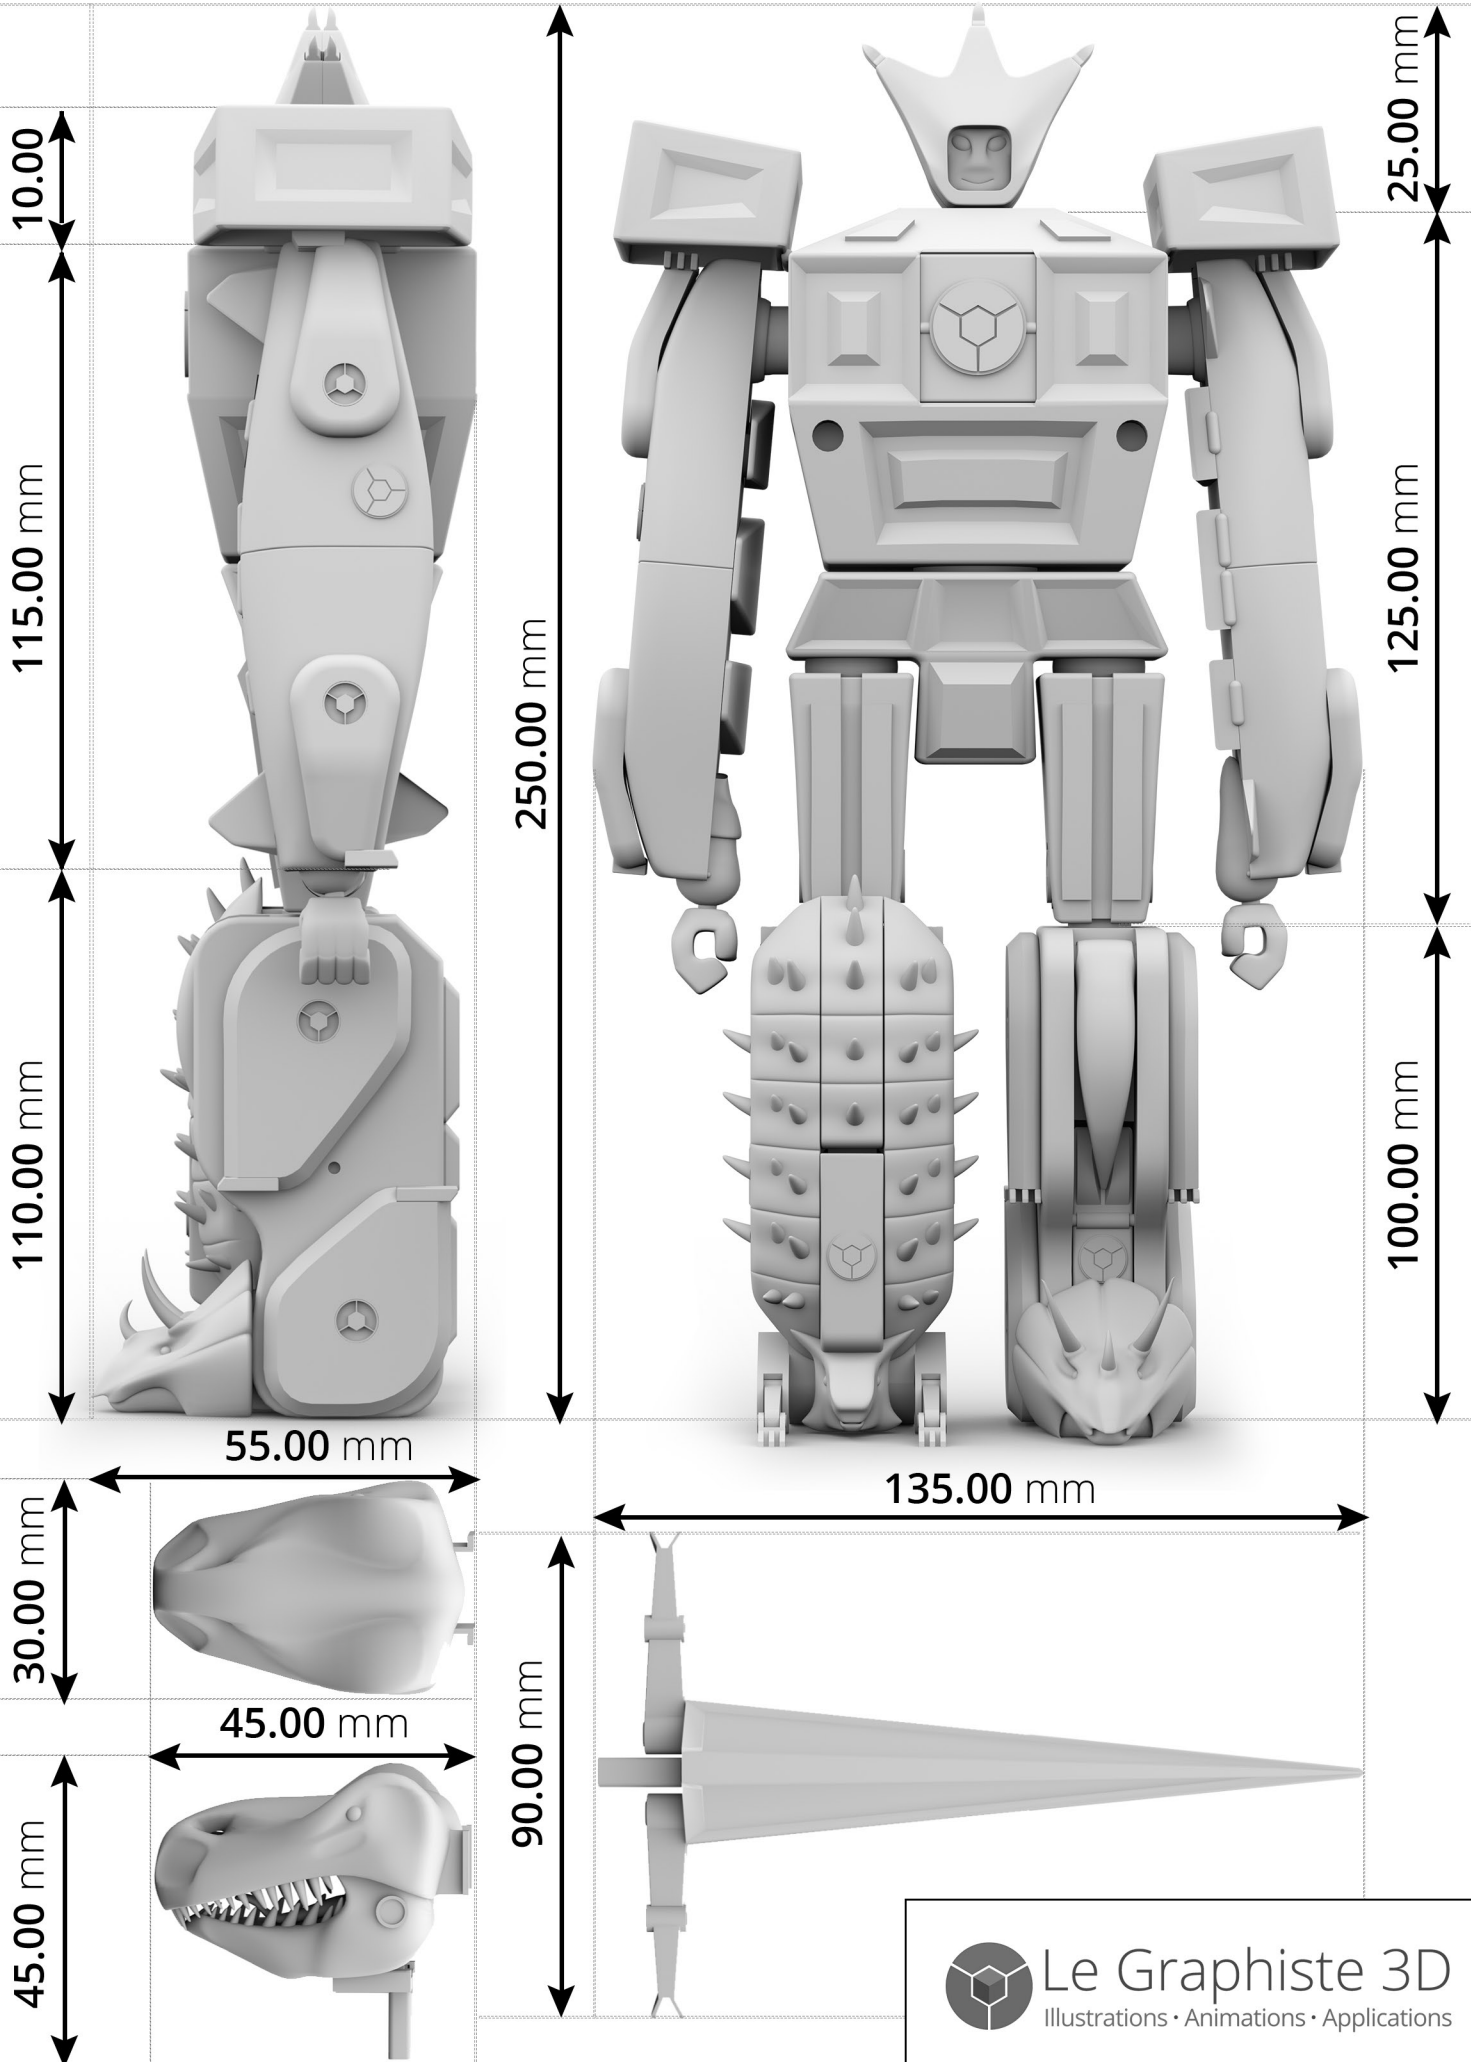 25.00 mm
10.00
115.00 mm
250.00 mm
125.00 mm
110.00 mm
100.00 mm
55.00 mm
135.00 mm
30.00 mm
45.00 mm
90.00 mm
45.00 mm
Le Graphiste 3D
Illustrations • Animations • Applications